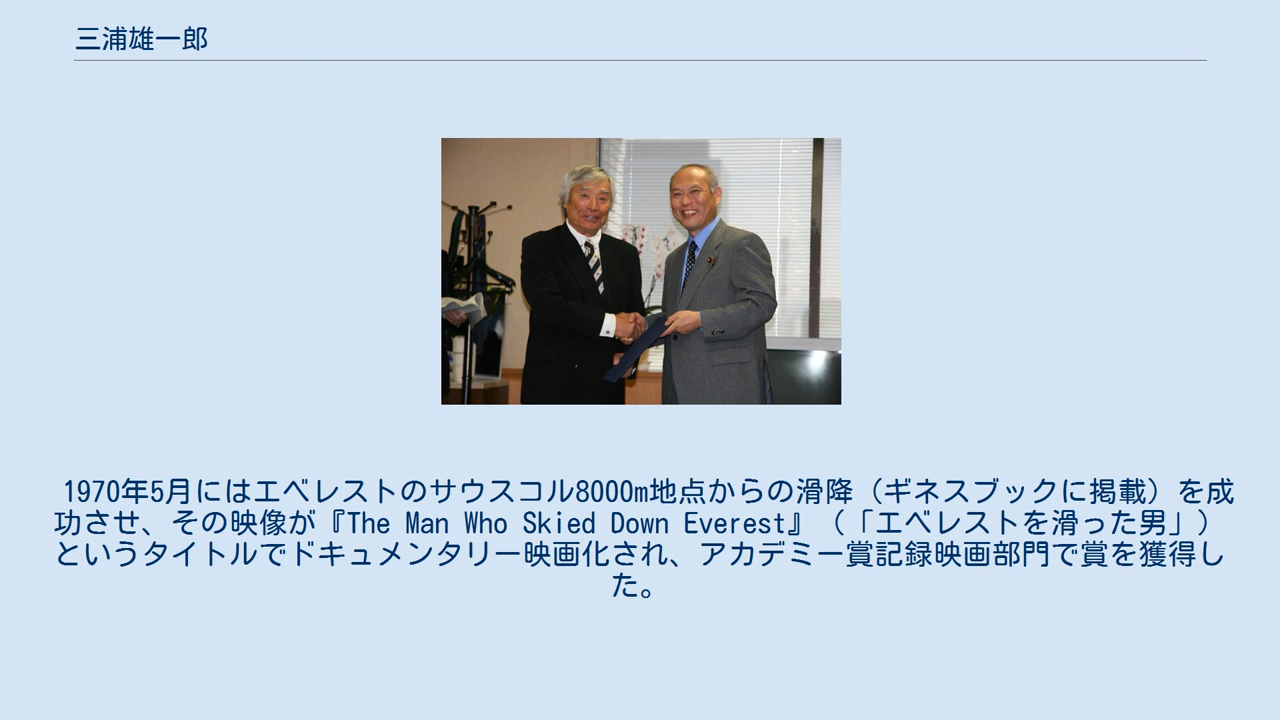 三浦雄一郎
1970年5月にはエベレストのサウスコル8000m地点からの滑降（ギネスブックに掲載）を成
功させ、その映像が『The Man Who Skied Down Everest』（「エベレストを滑った男」）
というタイトルでドキュメンタリー映画化され、アカデミー賞記録映画部門で賞を獲得し
た。